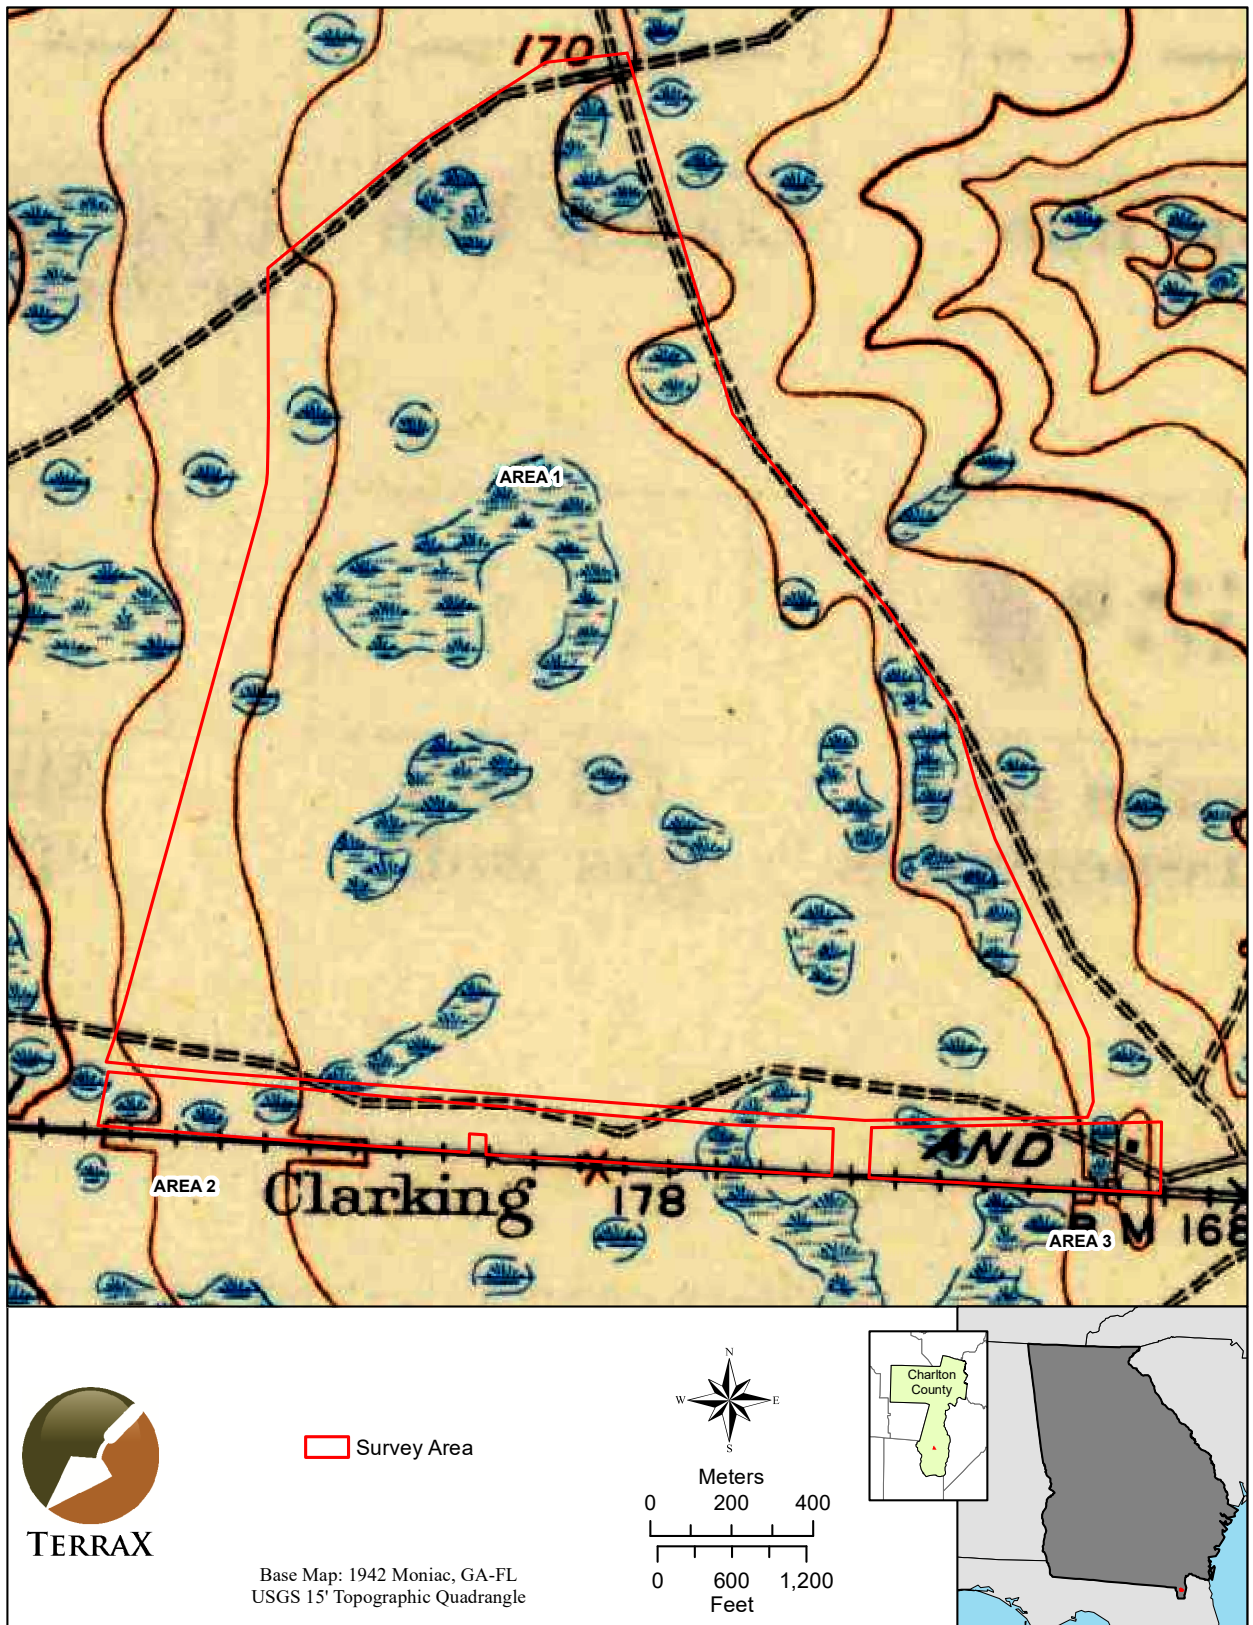 170
AREA 1
AND
AREA 2
Clarking
178
B M 168
AREA 3
Survey Area
N
W
E
S
Meters
0 200 400
0 600 1,200
Feet
Charlton
County
TERRAX
Base Map: 1942 Moniac, GA-FL
USGS 15' Topographic Quadrangle